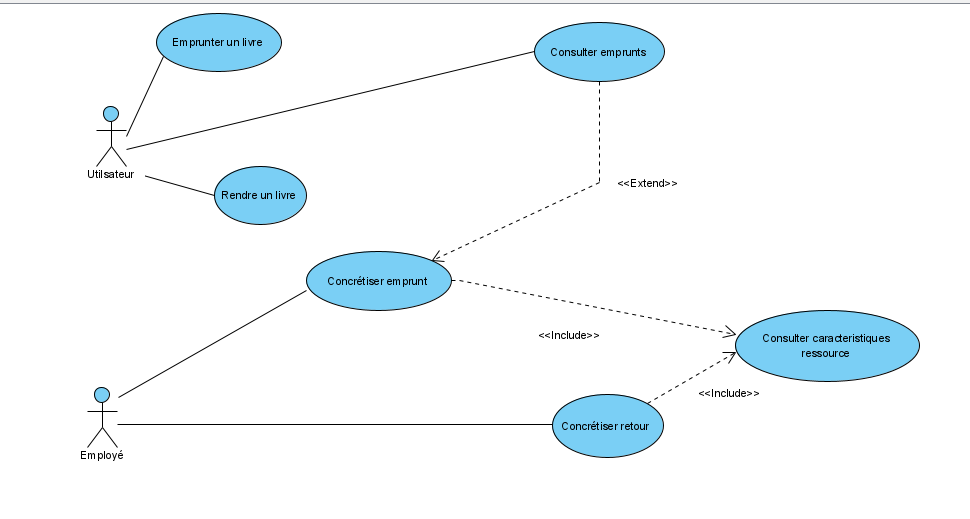 Emprunter un livre
Consulter emprunts
Utilsateur
<<Extend>>
Rendre un livre
Concrétiser emprunt
<<Include>>
Consulter caracteristiques
ressource
<<Include>>
Concrétiser retour
Employé